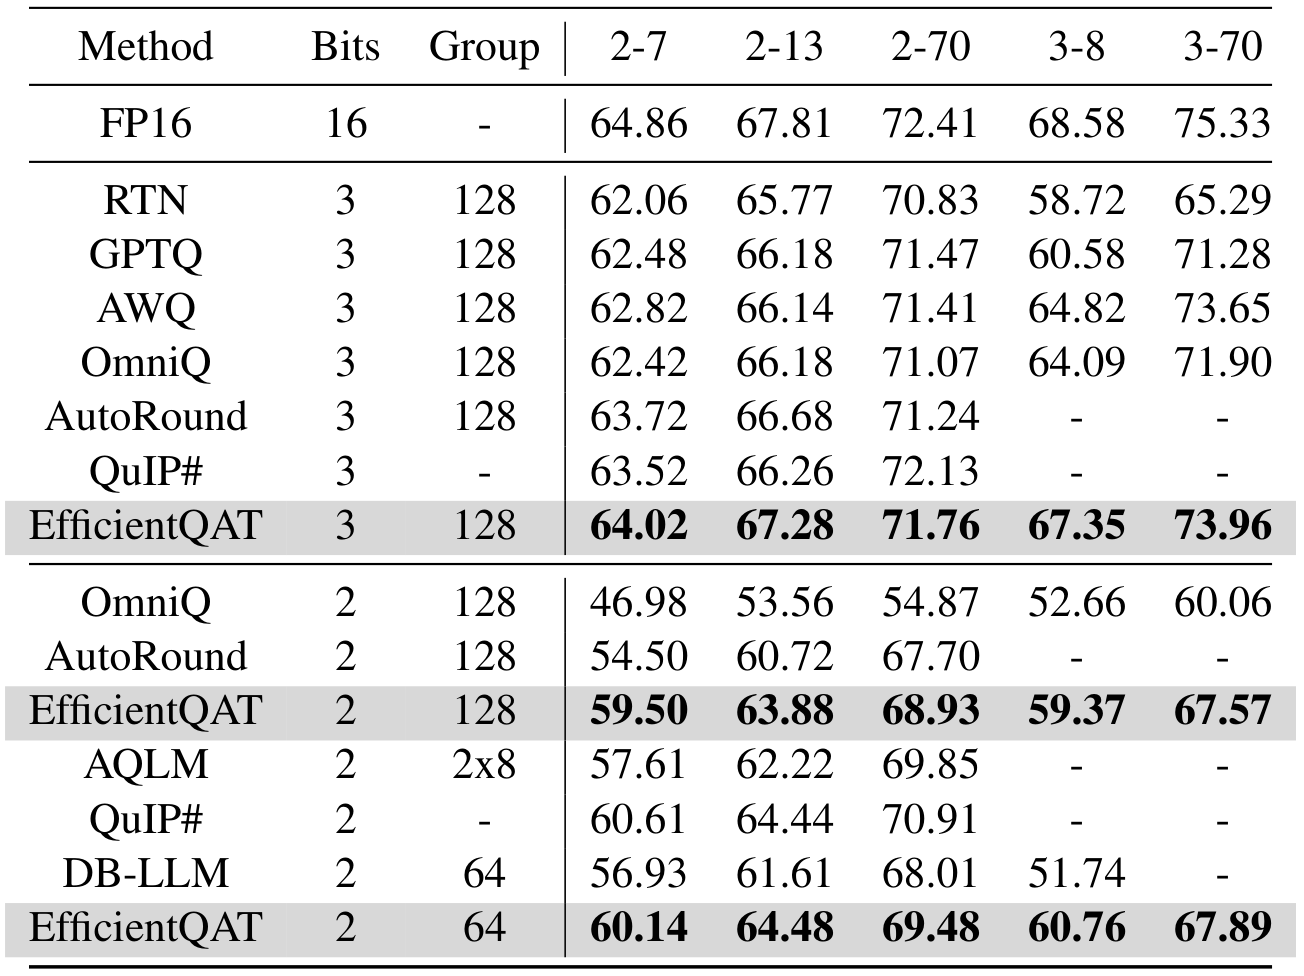 Method Bits Group 2-7 2-13 2-70 3-8 3-70
FP16 16 - 64.86 67.81 72.41 68.58 75.33
RTN 3 128 62.06 65.77 70.83 58.72 65.29
GPTQ 3 128 62.48 66.18 71.47 60.58 71.28
AWQ 3 128 62.82 66.14 71.41 64.82 73.65
OmniQ 3 128 62.42 66.18 71.07 64.09 71.90
AutoRound 3 128 63.72 66.68 71.24 - -
QuIP# 3 - 63.52 66.26 72.13 - -
EfficientQAT 3 128 64.02 67.28 71.76 67.35 73.96
OmniQ 2 128 46.98 53.56 54.87 52.66 60.06
AutoRound 2 128 54.50 60.72 67.70 - -
EfficientQAT 2 128 59.50 63.88 68.93 59.37 67.57
AQLM 2 2x8 57.61 62.22 69.85 - -
QuIP# 2 - 60.61 64.44 70.91 - -
DB-LLM 2 64 56.93 61.61 68.01 51.74 -
EfficientQAT 2 64 60.14 64.48 69.48 60.76 67.89